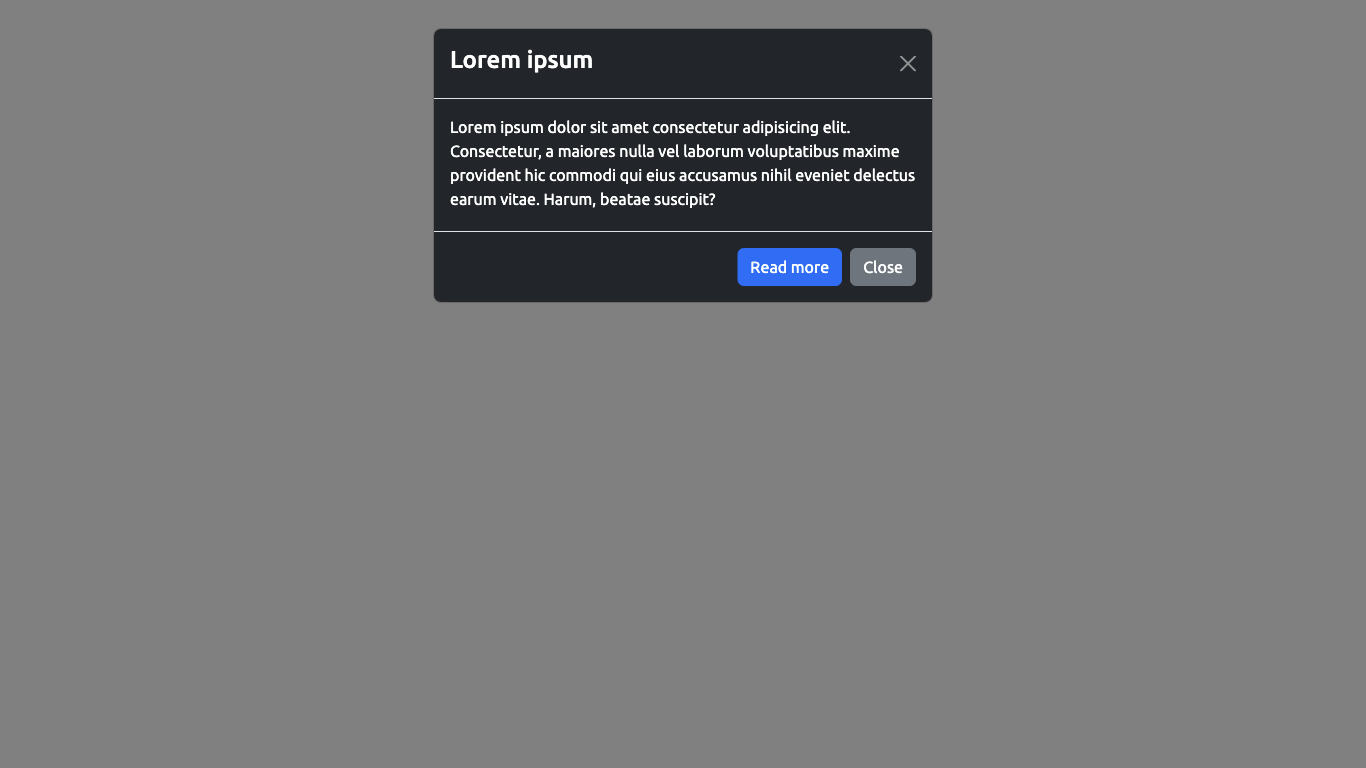 Lorem ipsum
Lorem ipsum dolor sit amet consectetur adipisicing elit.
Consectetur, a maiores nulla vel laborum voluptatibus maxime
provident hic commodi qui eius accusamus nihil eveniet delectus
earum vitae. Harum, beatae suscipit?
Read more
Close